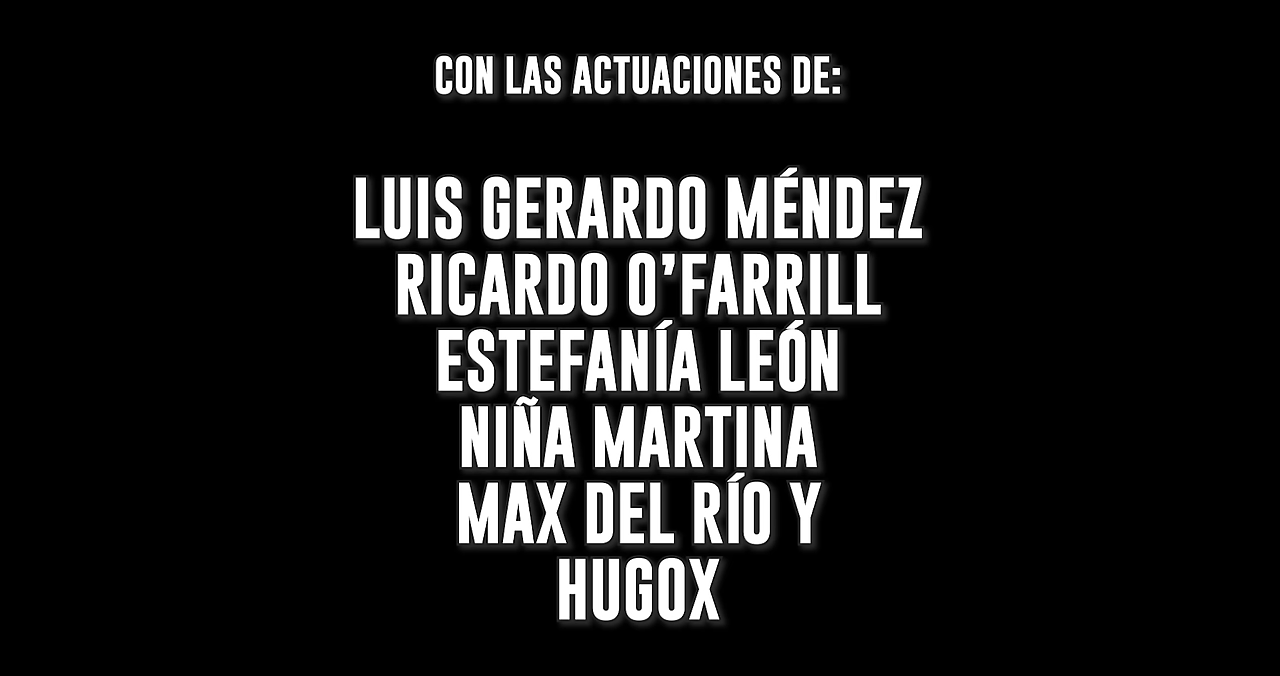 CON LAS ACTUACIONES DE:
LUIS GERARDO MÉNDEZ
RICARDO O’FARRILL
ESTEFANÍA LEÓN
NIÑA MARTINA
MAX DEL RÍO Y
HUGOX